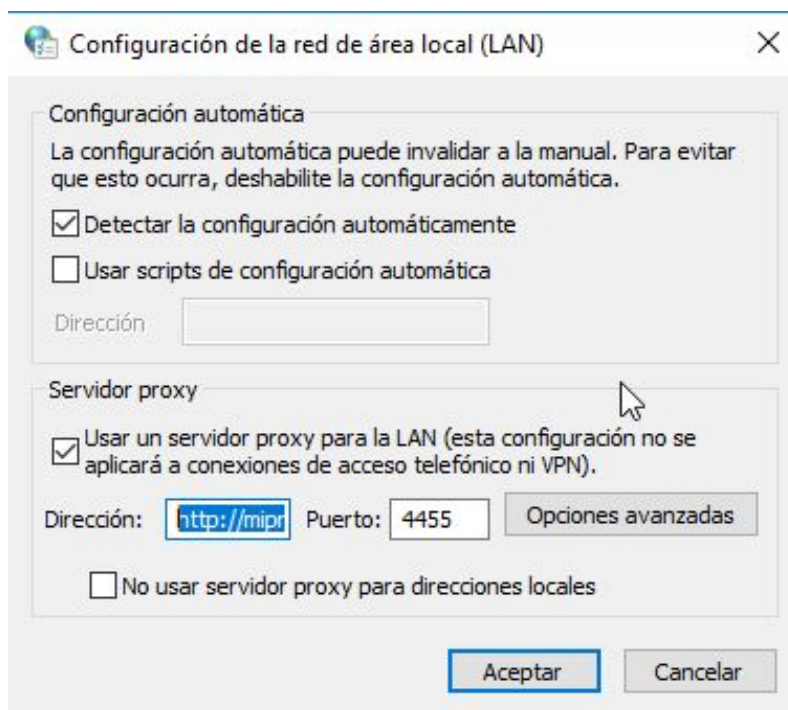 Configuración de la red de área local (LAN)
Configuración automática
La configuración automática puede invalidar a la manual. Para evitar
que esto ocurra, deshabilite la configuración automática.
Detectar la configuración automáticamente
Usar scripts de configuración automática
Dirección
Servidor proxy
Usar un servidor proxy para la LAN (esta configuración no se
aplicará a conexiones de acceso telefónico ni VPN).
Dirección: http://mipr Puerto: 4455 Opciones avanzadas
No usar servidor proxy para direcciones locales
Aceptar Cancelar